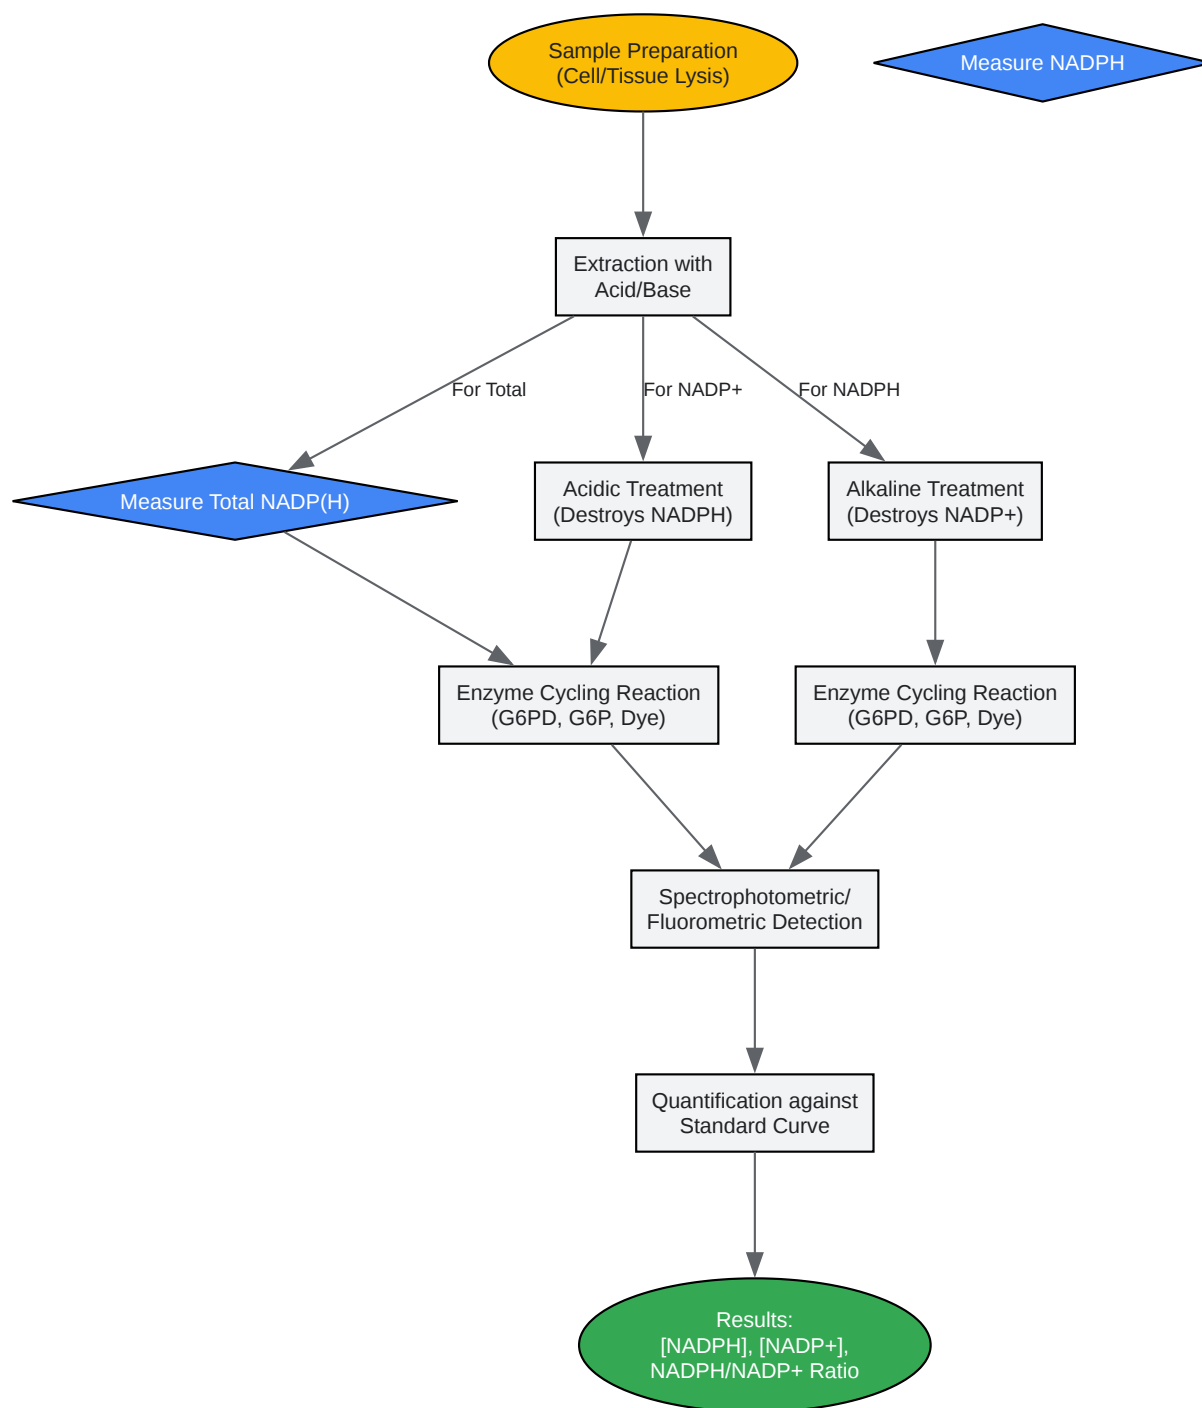 Sample Preparation
(Cell/Tissue Lysis)
Measure NADPH
Extraction with
Acid/Base
For Total
For NADP+
For NADPH
Measure Total NADP(H)
Acidic Treatment
(Destroys NADPH)
Alkaline Treatment
(Destroys NADP+)
Enzyme Cycling Reaction
(G6PD, G6P, Dye)
Enzyme Cycling Reaction
(G6PD, G6P, Dye)
Spectrophotometric/
Fluorometric Detection
Quantification against
Standard Curve
Results:
[NADPH], [NADP+],
NADPH/NADP+ Ratio